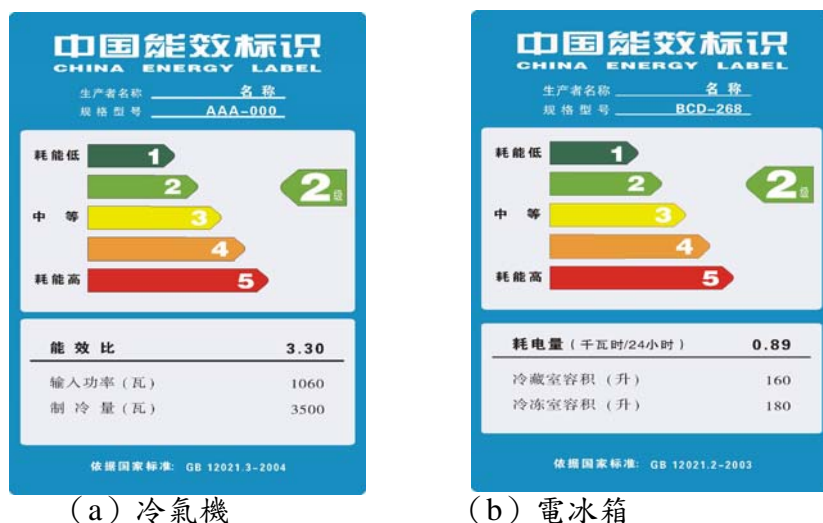 中国能效标识
CHINA ENERGY LABEL
生产者名称 名 称
规格型号 AAA-000
耗能低 1
2 2级
中 等 3
4
耗能高 5
能 效 比 3.30
输入功率（瓦） 1060
制 冷 量（瓦） 3500
依据国家标准: GB 12021.3-2004
（a）冷氣機
中国能效标识
CHINA ENERGY LABEL
生产者名称 名 称
规格型号 BCD-268
耗能低 1
2 2级
中 等 3
4
耗能高 5
耗电量（千瓦时/24小时） 0.89
冷藏室容积（升） 160
冷冻室容积（升） 180
依据国家标准: GB 12021.2-2003
（b）電冰箱